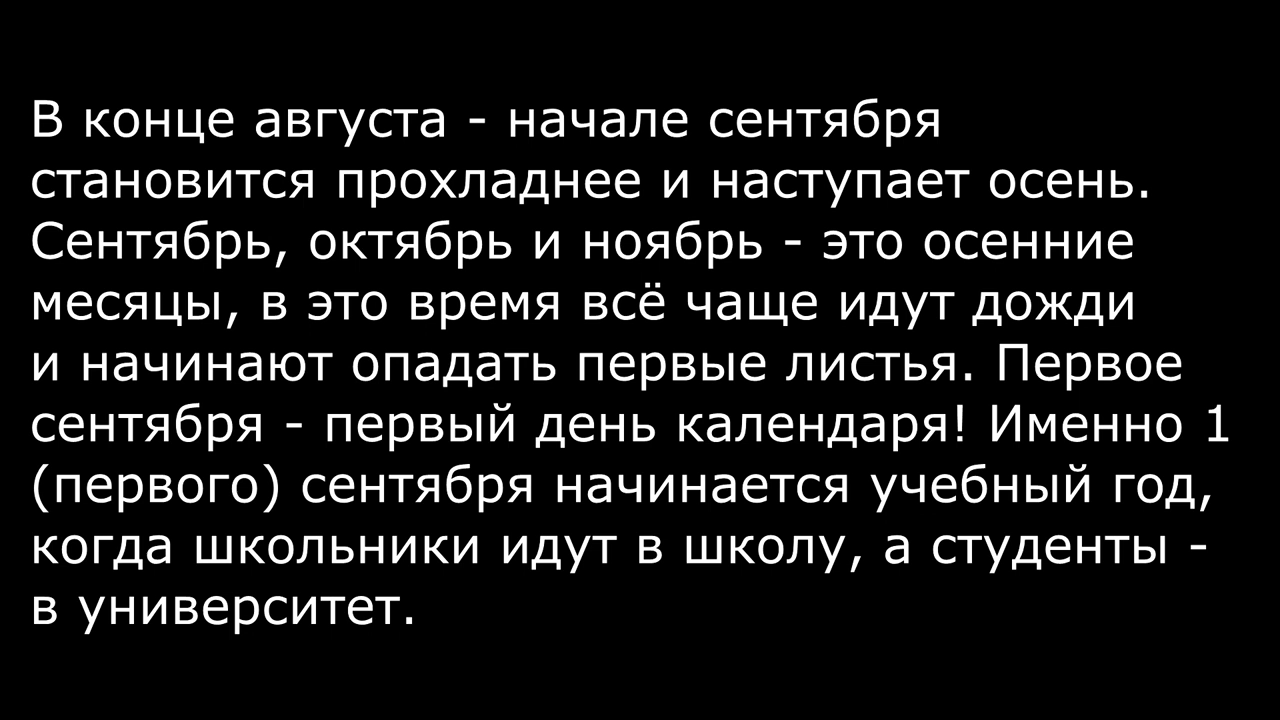 В конце августа - начале сентября
становится прохладнее и наступает осень.
Сентябрь, октябрь и ноябрь - это осенние
месяцы, в это время всё чаще идут дожди
и начинают опадать первые листья. Первое
сентября - первый день календаря! Именно 1
(первого) сентября начинается учебный год,
когда школьники идут в школу, а студенты -
в университет.